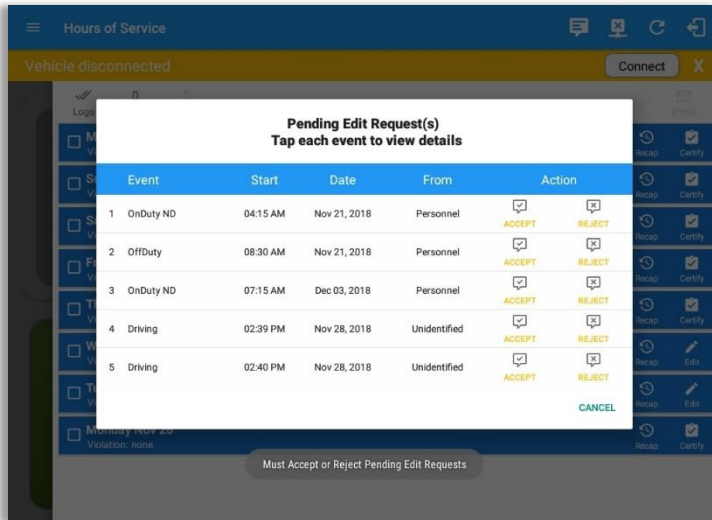 Hours of Service
Vehicle disconnected
Connect
X
Logs
0
Email
Pending Edit Request(s)
Tap each event to view details
Event Start Date From Action
1 OnDuty ND 04:15 AM Nov 21, 2018 Personnel ACCEPT REJECT
2 OffDuty 08:30 AM Nov 21, 2018 Personnel ACCEPT REJECT
3 OnDuty ND 07:15 AM Dec 03, 2018 Personnel ACCEPT REJECT
4 Driving 02:39 PM Nov 28, 2018 Unidentified ACCEPT REJECT
5 Driving 02:40 PM Nov 28, 2018 Unidentified ACCEPT REJECT
CANCEL
Recap Certify
Recap Certify
Recap Certify
Recap Certify
Recap Certify
Recap Edit
Recap Edit
Monday Nov 26
Violation: none
Recap Certify
Must Accept or Reject Pending Edit Requests